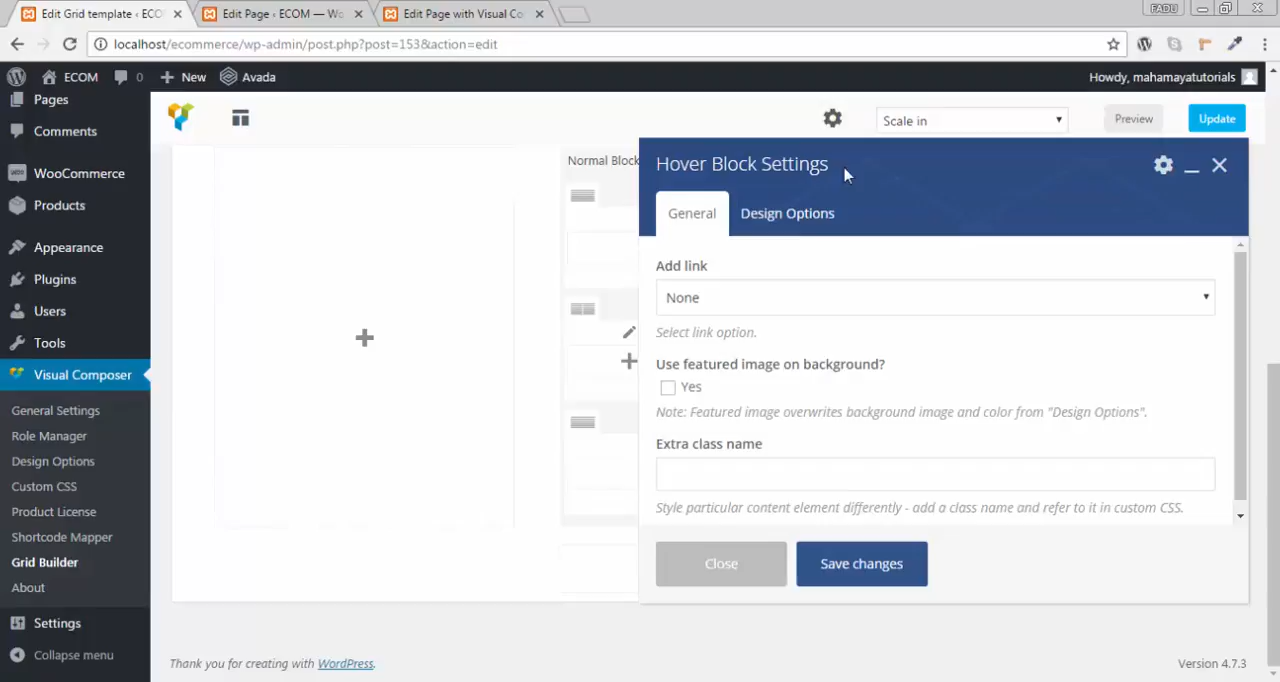 Edit Grid template ‹ ECO
Edit Page ‹ ECOM — Wo
Edit Page with Visual Co
FADU
localhost/ecommerce/wp-admin/post.php?post=153&action=edit
ECOM
0
New
Avada
Howdy, mahamayatutorials
Pages
Comments
WooCommerce
Products
Appearance
Plugins
Users
Tools
Visual Composer
General Settings
Role Manager
Design Options
Custom CSS
Product License
Shortcode Mapper
Grid Builder
About
Settings
Collapse menu
Scale in
Preview
Update
Normal Block
Hover Block Settings
General
Design Options
Add link
None
Select link option.
Use featured image on background?
Yes
Note: Featured image overwrites background image and color from "Design Options".
Extra class name
Style particular content element differently - add a class name and refer to it in custom CSS.
Close
Save changes
Thank you for creating with WordPress.
Version 4.7.3